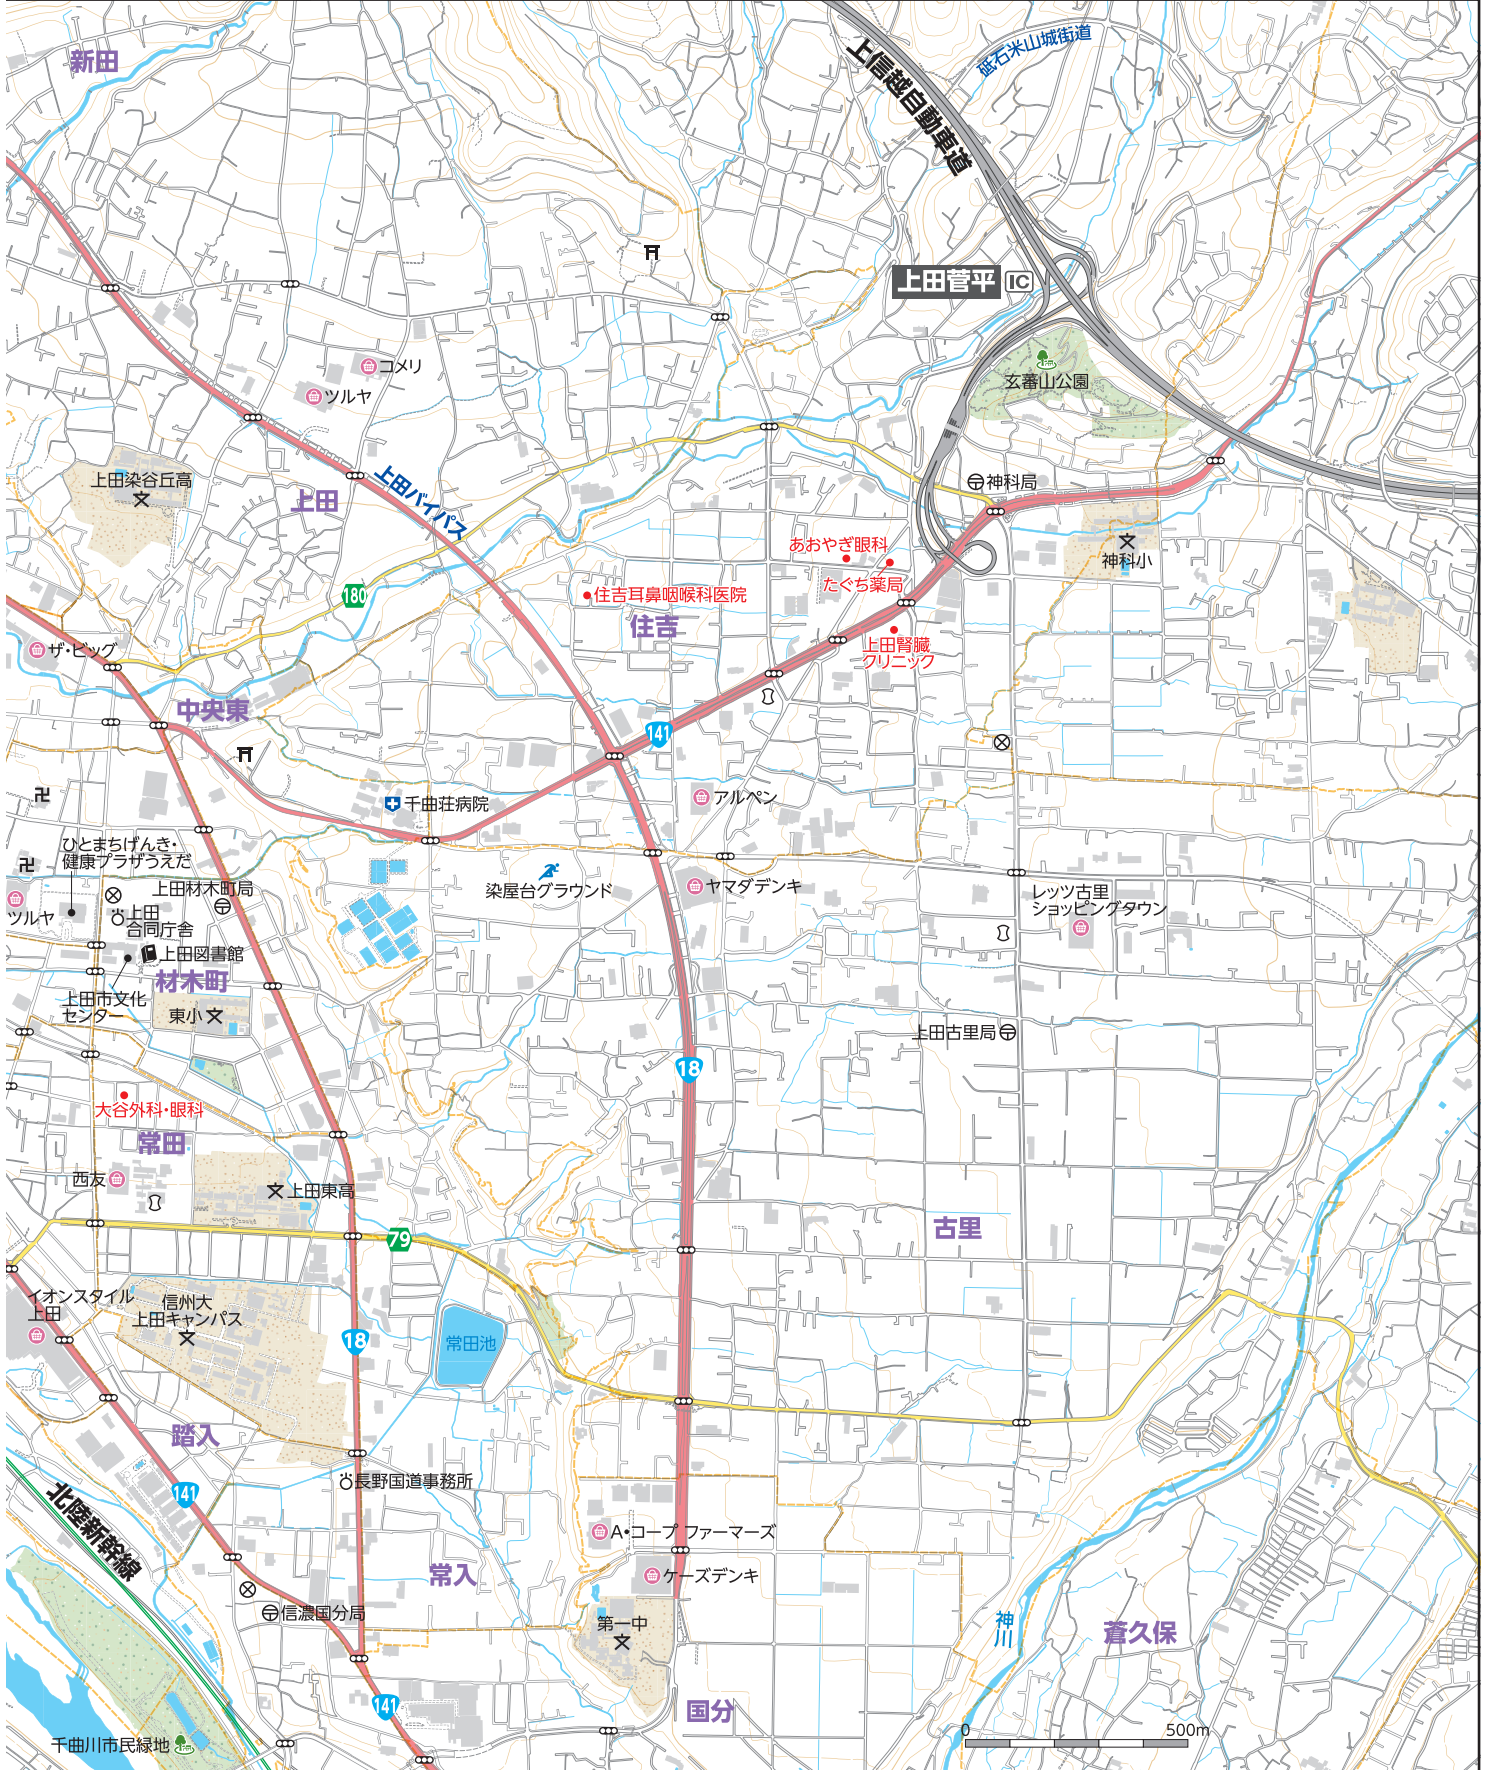 新田
砥石米山城街道
上信越自動車道
上田菅平 IC
コメリ
ツルヤ
玄蕃山公園
上田染谷丘高
上田
上田バイパス
神科局
あおやぎ眼科
たぐち薬局
神科小
180
住吉耳鼻咽喉科医院
住吉
上田腎臓
クリニック
ザ・ビッグ
中央東
141
千曲荘病院
アルペン
ひとまちげんき・
健康プラザうえだ
上田材木町局
染屋台グラウンド
ヤマダデンキ
レッツ古里
ショッピングタウン
ツルヤ
上田
合同庁舎
上田図書館
材木町
上田市文化
センター
東小
上田古里局
18
大谷外科・眼科
常田
西友
上田東高
79
古里
イオンスタイル
上田
信州大
上田キャンパス
18
常田池
踏入
長野国道事務所
141
北陸新幹線
A・コープ ファーマーズ
常入
ケーズデンキ
信濃国分局
第一中
神川
蒼久保
141
国分
千曲川市民緑地
0 500m